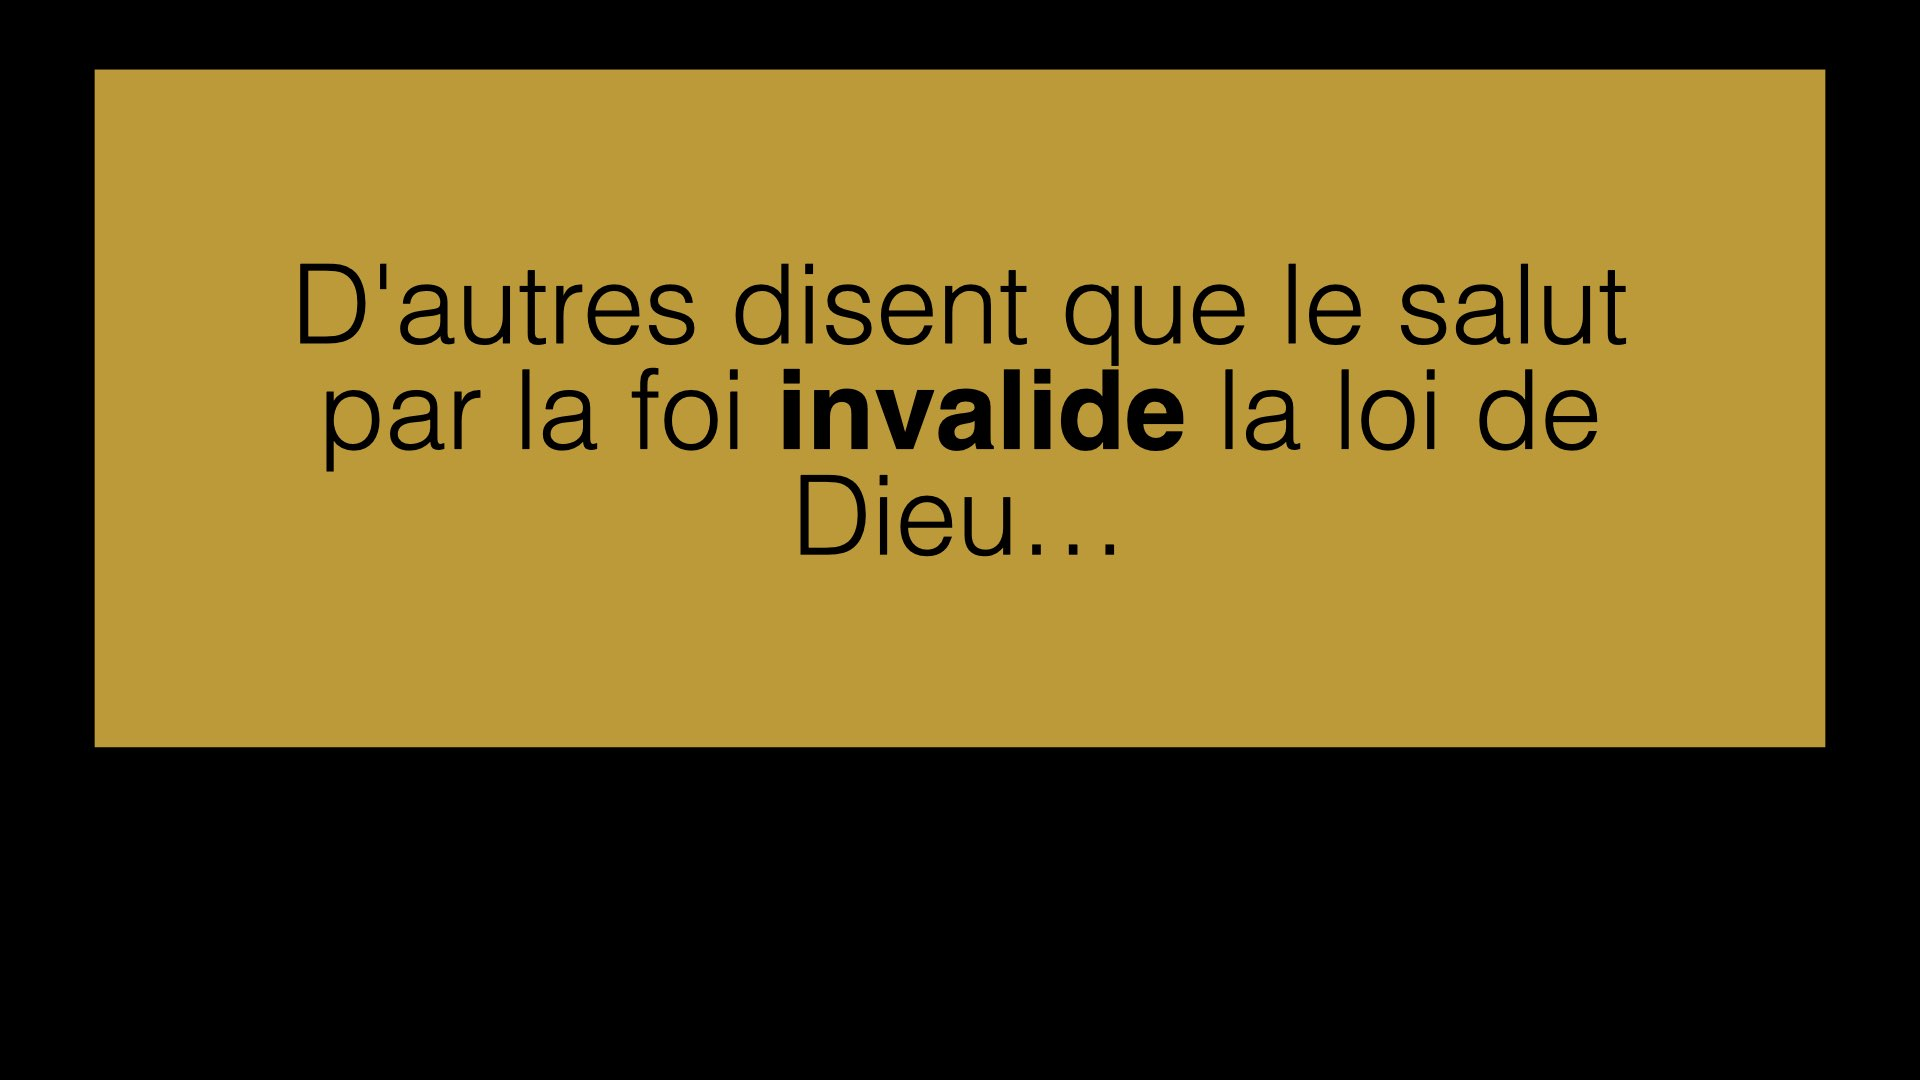 D'autres disent que le salut
par la foi invalide la loi de
Dieu…